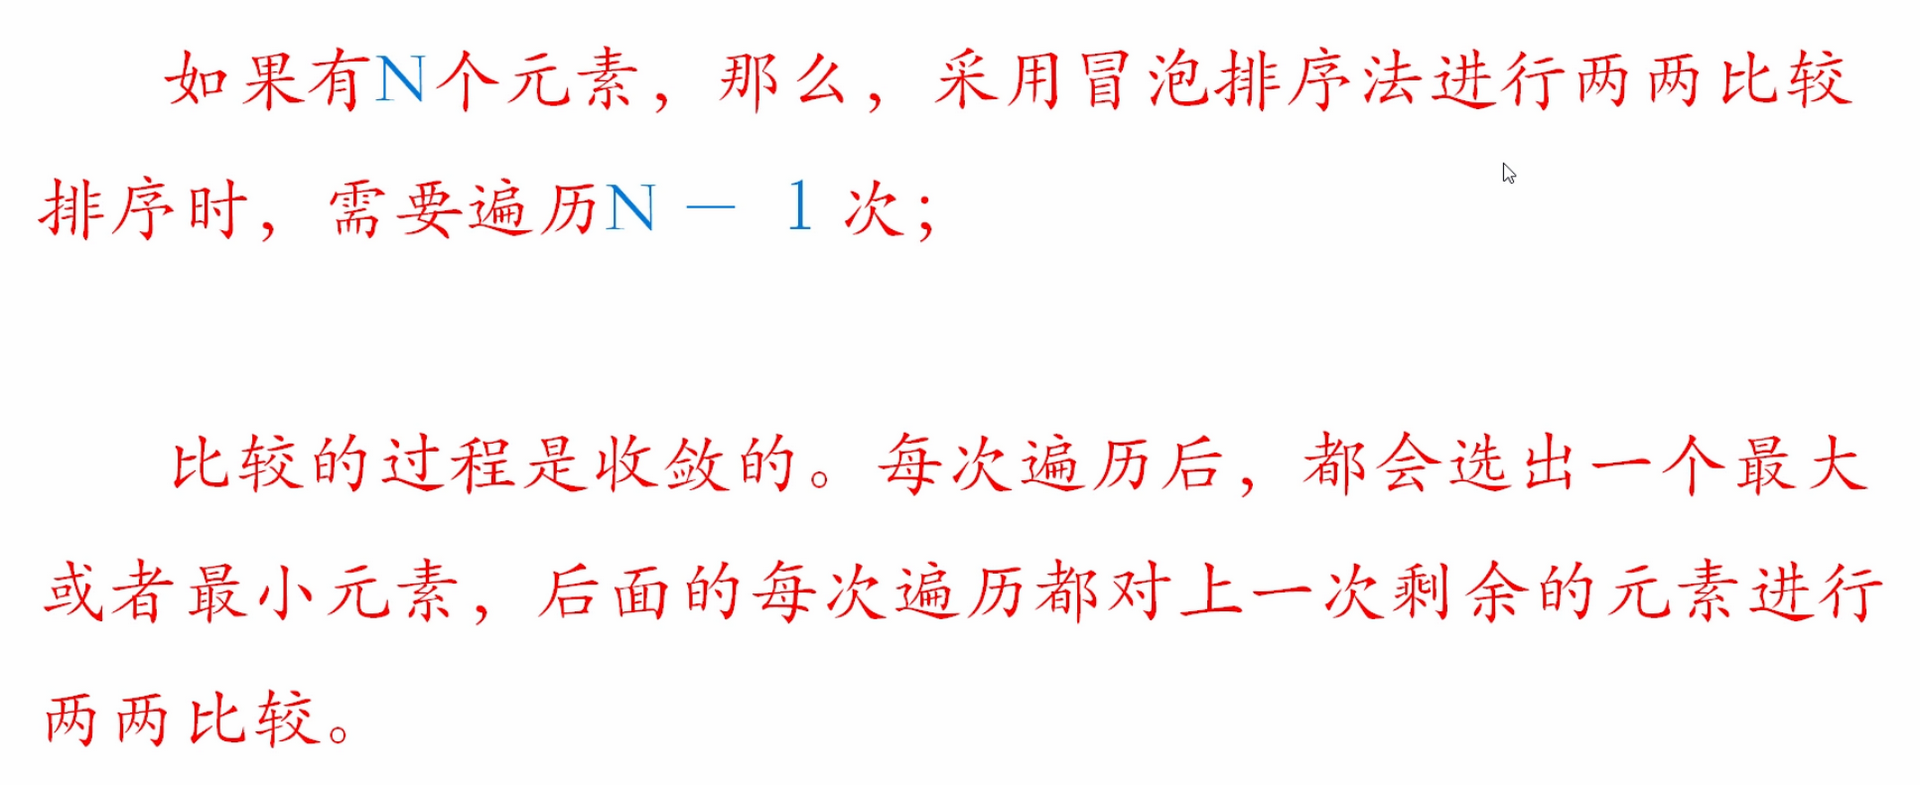 如果有N个元素，那么，采用冒泡排序法进行两两比较
排序时，需要遍历N － 1 次；
比较的过程是收敛的。每次遍历后，都会选出一个最大
或者最小元素，后面的每次遍历都对上一次剩余的元素进行
两两比较。